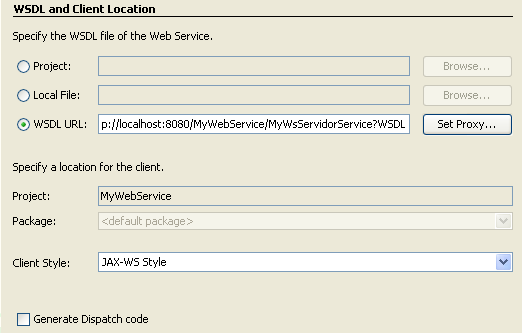 WSDL and Client Location
Specify the WSDL file of the Web Service.
Project: Browse...
Local File: Browse...
WSDL URL: p://localhost:8080/MyWebService/MyWsServidorService?WSDL Set Proxy...
Specify a location for the client.
Project: MyWebService
Package: <default package>
Client Style: JAX-WS Style
Generate Dispatch code